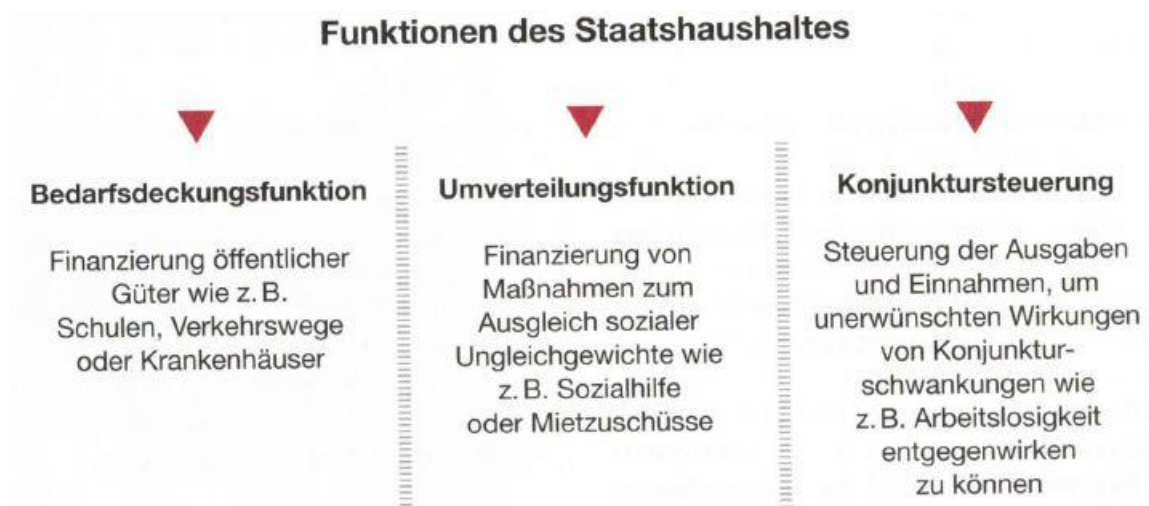 Funktionen des Staatshaushaltes
Bedarfsdeckungsfunktion
Finanzierung öffentlicher
Güter wie z. B.
Schulen, Verkehrswege
oder Krankenhäuser
Umverteilungsfunktion
Finanzierung von
Maßnahmen zum
Ausgleich sozialer
Ungleichgewichte wie
z. B. Sozialhilfe
oder Mietzuschüsse
Konjunktursteuerung
Steuerung der Ausgaben
und Einnahmen, um
unerwünschten Wirkungen
von Konjunktur-
schwankungen wie
z. B. Arbeitslosigkeit
entgegenwirken
zu können